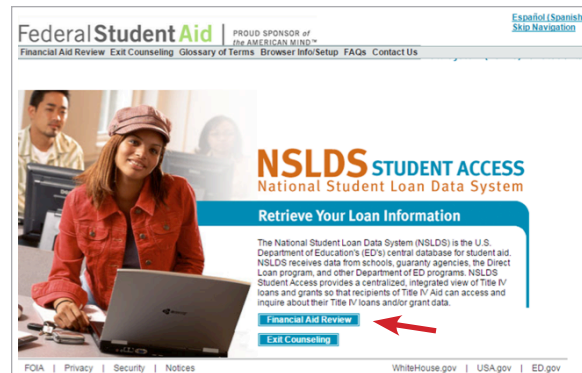 Español (Spanish
Skip Navigation
Federal Student Aid | PROUD SPONSOR of
the AMERICAN MIND™
Financial Aid Review Exit Counseling Glossary of Terms Browser Info/Setup FAQs Contact Us
NSLDS STUDENT ACCESS
National Student Loan Data System
Retrieve Your Loan Information
The National Student Loan Data System (NSLDS) is the U.S.
Department of Education's (ED's) central database for student aid.
NSLDS receives data from schools, guaranty agencies, the Direct
Loan program, and other Department of ED programs. NSLDS
Student Access provides a centralized, integrated view of Title IV
loans and grants so that recipients of Title IV Aid can access and
inquire about their Title IV loans and/or grant data.
Financial Aid Review
Exit Counseling
FOIA | Privacy | Security | Notices WhiteHouse.gov | USA.gov | ED.gov